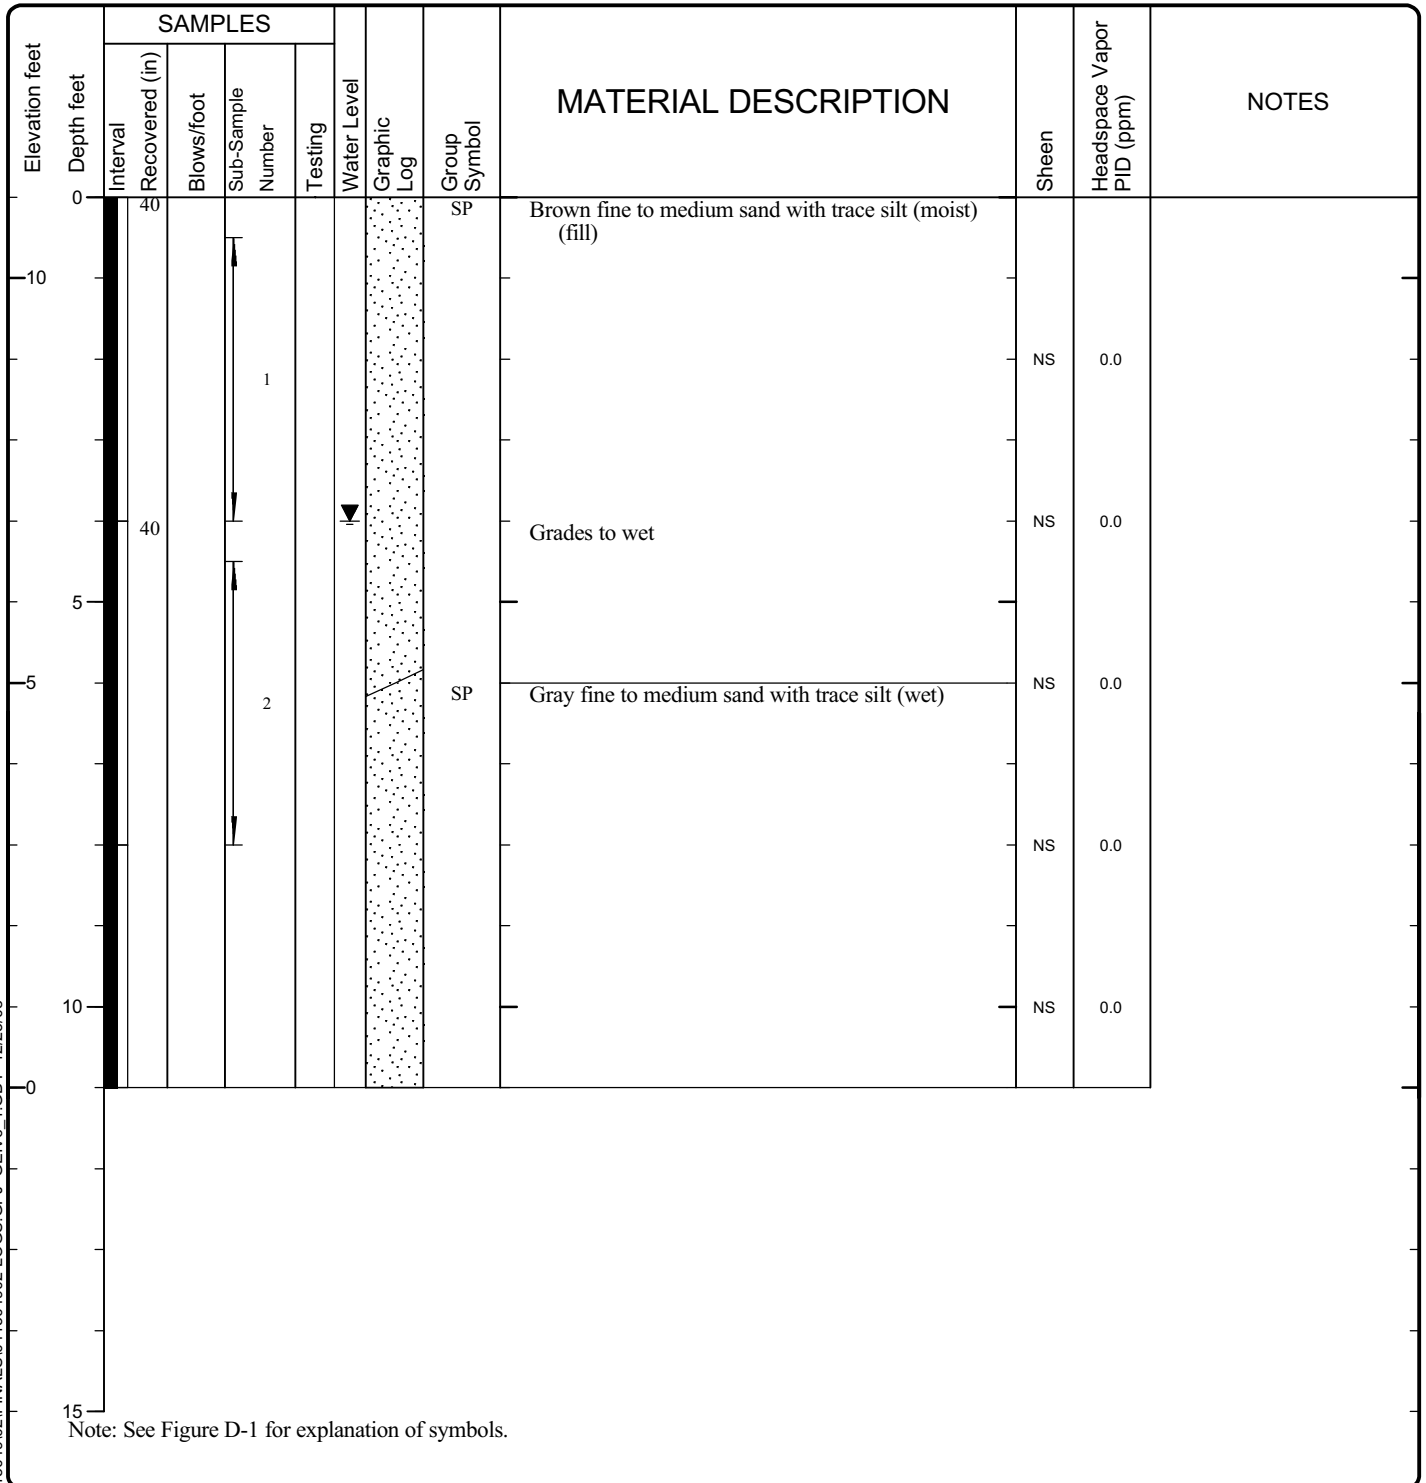 SAMPLES
Elevation feet
Depth feet
Interval
Recovered (in)
Blows/foot
Sub-Sample
Number
Testing
Water Level
Graphic
Log
Group
Symbol
MATERIAL DESCRIPTION
Sheen
Headspace Vapor
PID (ppm)
NOTES
0
40
SP
Brown fine to medium sand with trace silt (moist)
(fill)
10
1
NS
0.0
40
Grades to wet
NS
0.0
5
5
2
SP
Gray fine to medium sand with trace silt (wet)
NS
0.0
NS
0.0
10
NS
0.0
0
15
Note: See Figure D-1 for explanation of symbols.